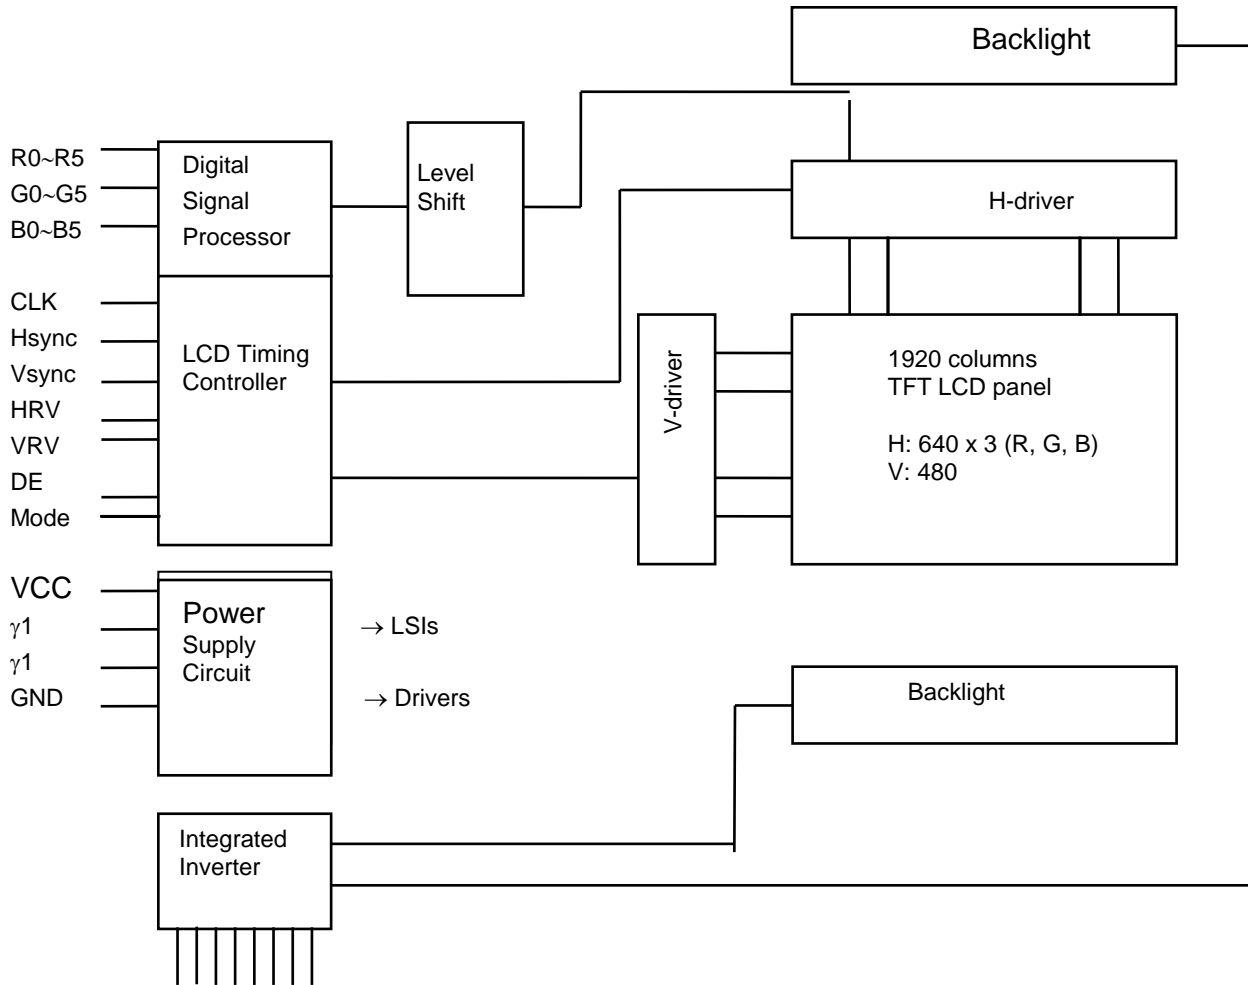 Backlight
R0~R5
G0~G5
B0~B5
Digital
Signal
Processor
Level
Shift
H-driver
CLK
Hsync
Vsync
HRV
VRV
DE
Mode
LCD Timing
Controller
V-driver
1920 columns
TFT LCD panel
H: 640 x 3 (R, G, B)
V: 480
VCC
γ1
γ1
GND
Power
Supply
Circuit
→ LSIs
→ Drivers
Backlight
Integrated
Inverter